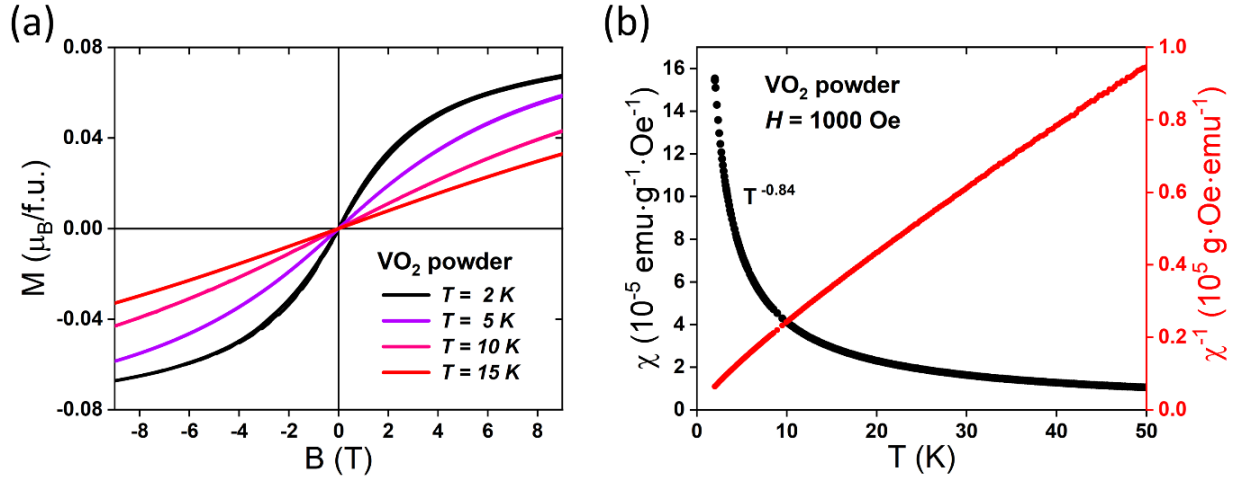 (a)
0.08
0.04
0.00
-0.04
-0.08
M (μB/f.u.)
VO2 powder
T = 2 K
T = 5 K
T = 10 K
T = 15 K
-8 -6 -4 -2 0 2 4 6 8
B (T)
(b)
16
14
12
10
8
6
4
2
0
χ (10-5 emu·g-1·Oe-1)
VO2 powder
H = 1000 Oe
T-0.84
1.0
0.8
0.6
0.4
0.2
0.0
χ-1 (105 g·Oe·emu-1)
0 10 20 30 40 50
T (K)